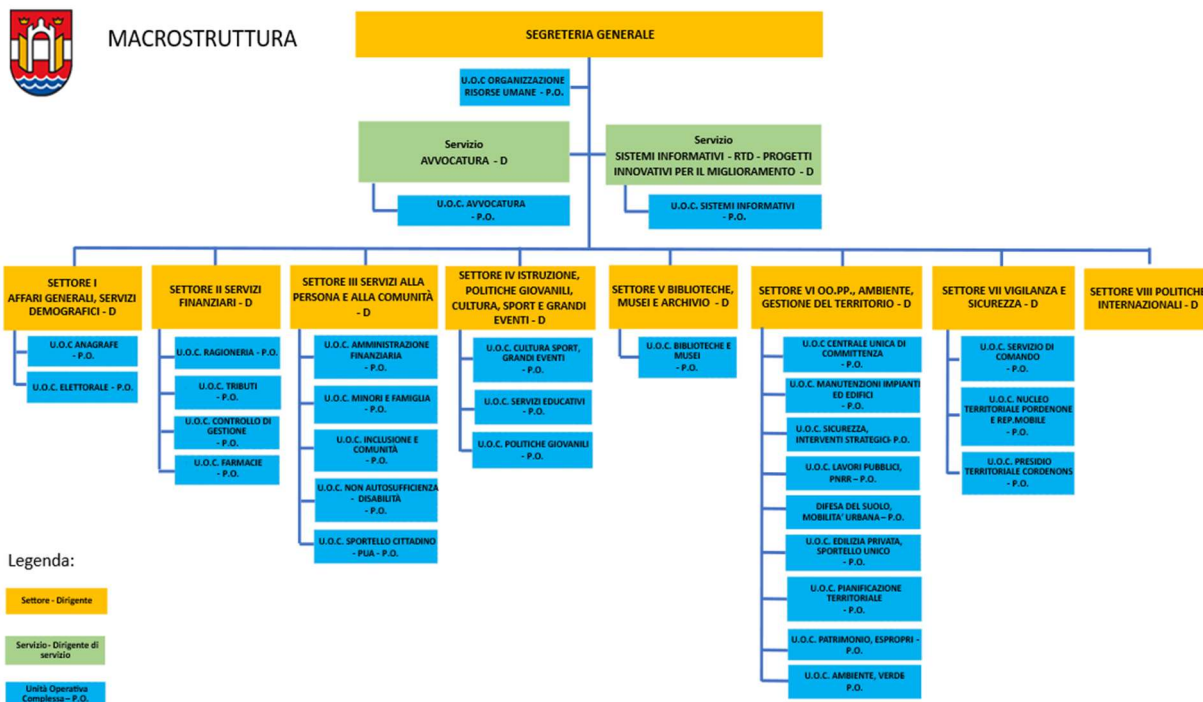 MACROSTRUTTURA
SEGRETERIA GENERALE
U.O.C ORGANIZZAZIONE
RISORSE UMANE - P.O.
Servizio
AVVOCATURA - D
Servizio
SISTEMI INFORMATIVI - RTD - PROGETTI
INNOVATIVI PER IL MIGLIORAMENTO - D
U.O.C. AVVOCATURA
- P.O.
U.O.C. SISTEMI INFORMATIVI
- P.O.
SETTORE I
AFFARI GENERALI, SERVIZI
DEMOGRAFICI - D
U.O.C ANAGRAFE
- P.O.
U.O.C. ELETTORALE - P.O.
SETTORE II SERVIZI
FINANZIARI - D
U.O.C. RAGIONERIA - P.O.
U.O.C. TRIBUTI
- P.O.
U.O.C. CONTROLLO DI
GESTIONE
- P.O.
U.O.C. FARMACIE
- P.O.
SETTORE III SERVIZI ALLA
PERSONA E ALLA COMUNITÀ
- D
U.O.C. AMMINISTRAZIONE
FINANZIARIA
- P.O.
U.O.C. MINORI E FAMIGLIA
- P.O.
U.O.C. INCLUSIONE E
COMUNITÀ
- P.O.
U.O.C. NON AUTOSUFFICIENZA
- DISABILITÀ
- P.O.
U.O.C. SPORTELLO CITTADINO
- PUA - P.O.
SETTORE IV ISTRUZIONE,
POLITICHE GIOVANILI,
CULTURA, SPORT E GRANDI
EVENTI - D
U.O.C. CULTURA SPORT,
GRANDI EVENTI
- P.O.
U.O.C. SERVIZI EDUCATIVI
- P.O.
U.O.C. POLITICHE GIOVANILI
- P.O.
SETTORE V BIBLIOTECHE,
MUSEI E ARCHIVIO - D
U.O.C. BIBLIOTECHE E
MUSEI
- P.O.
SETTORE VI OO.PP., AMBIENTE,
GESTIONE DEL TERRITORIO - D
U.O.C CENTRALE UNICA DI
COMMITTENZA
- P.O.
U.O.C. MANUTENZIONI IMPIANTI
ED EDIFICI
- P.O.
U.O.C. SICUREZZA,
INTERVENTI STRATEGICI- P.O.
U.O.C. LAVORI PUBBLICI,
PNRR – P.O.
DIFESA DEL SUOLO,
MOBILITA' URBANA – P.O.
U.O.C. EDILIZIA PRIVATA,
SPORTELLO UNICO
- P.O.
U.O.C. PIANIFICAZIONE
TERRITORIALE
- P.O.
U.O.C. PATRIMONIO, ESPROPRI -
P.O.
U.O.C. AMBIENTE, VERDE
P.O.
SETTORE VII VIGILANZA E
SICUREZZA - D
U.O.C. SERVIZIO DI
COMANDO
- P.O.
U.O.C. NUCLEO
TERRITORIALE PORDENONE
E REP.MOBILE
- P.O.
U.O.C. PRESIDIO
TERRITORIALE CORDENONS
- P.O.
SETTORE VIII POLITICHE
INTERNAZIONALI - D
Legenda:
Settore - Dirigente
Servizio - Dirigente di
servizio
Unità Operativa
Complessa – P.O.